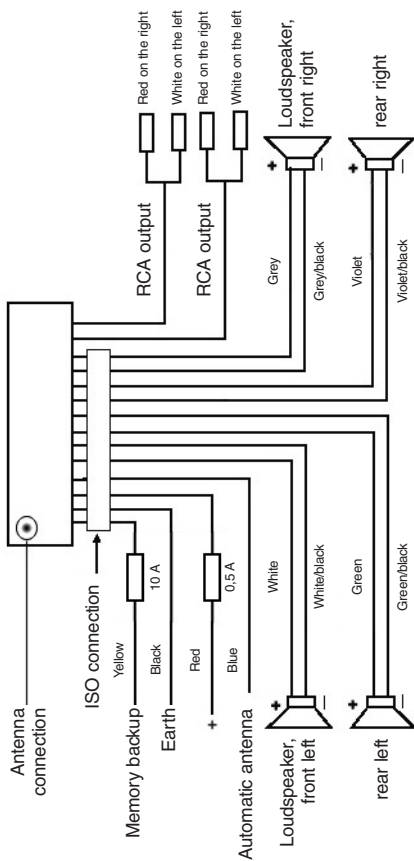 Antenna
connection
ISO connection
Memory backup
Yellow
10 A
Earth
Black
+
Red
0,5 A
Automatic antenna
Blue
Loudspeaker,
front left
+
–
White
White/black
rear left
+
–
Green
Green/black
RCA output
Red on the right
White on the left
RCA output
Red on the right
White on the left
Loudspeaker,
front right
+
–
Grey
Grey/black
rear right
+
–
Violet
Violet/black